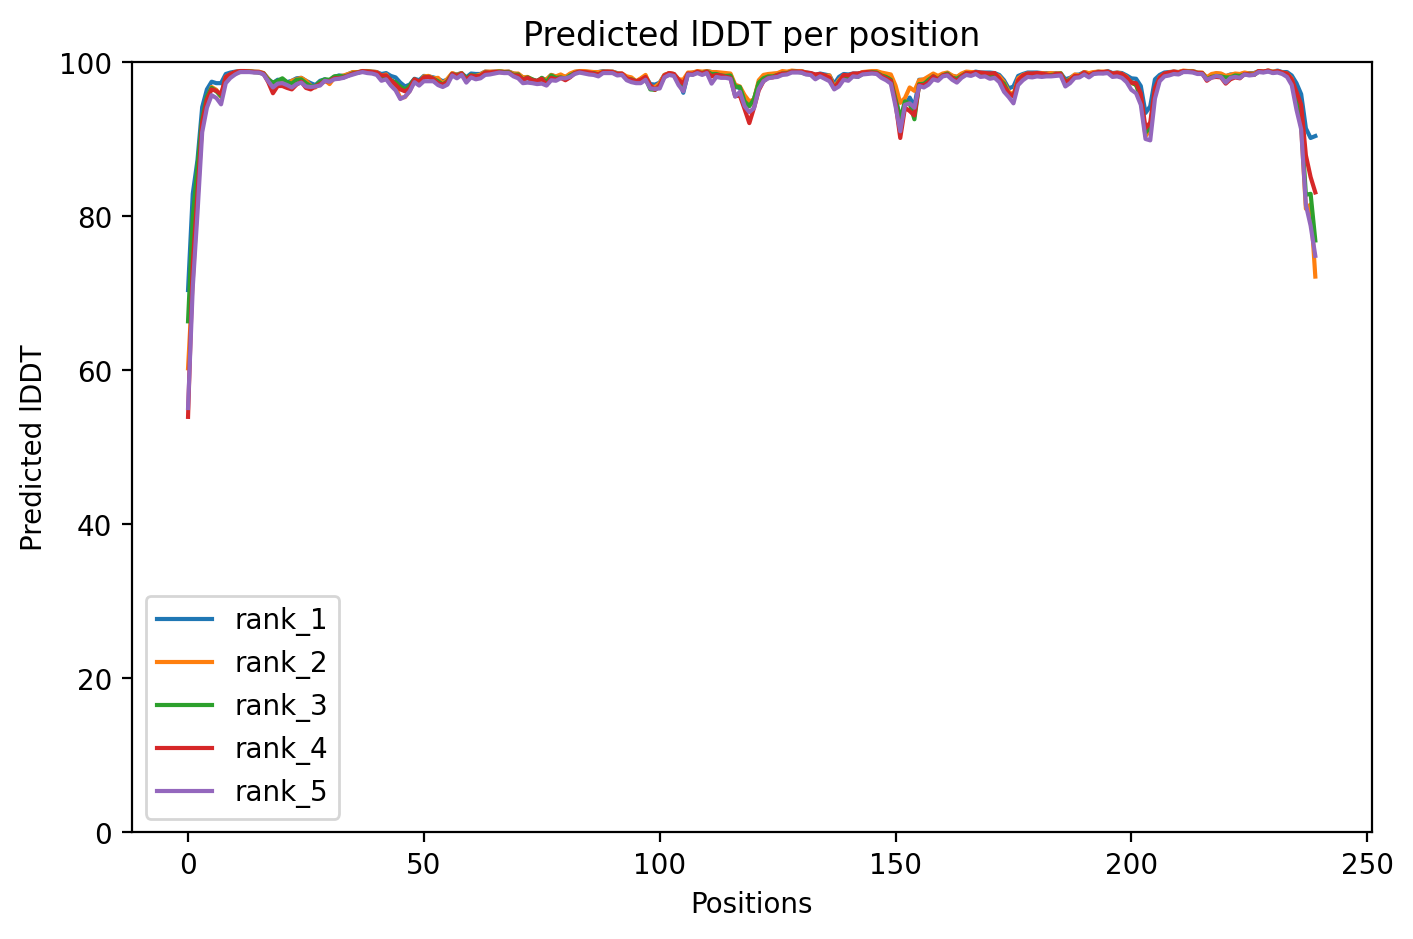 Predicted lDDT per position
Predicted lDDT
100
80
60
40
20
0
rank_1
rank_2
rank_3
rank_4
rank_5
0 50 100 150 200 250
Positions